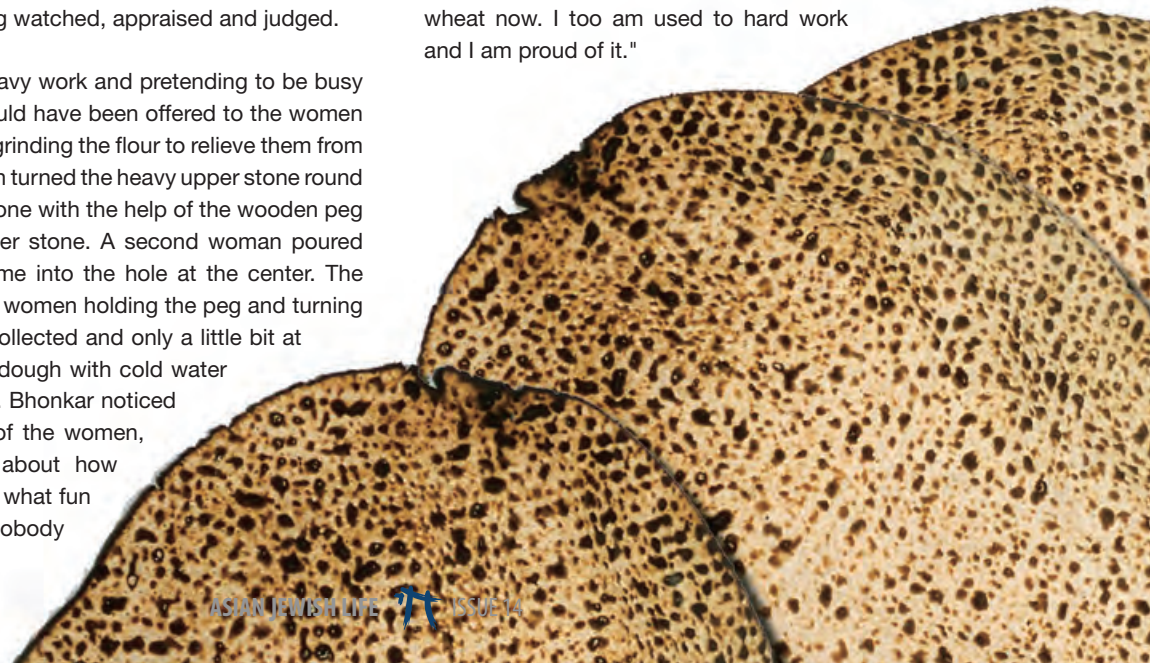 g watched, appraised and judged.
avy work and pretending to be busy
uld have been offered to the women
grinding the flour to relieve them from
n turned the heavy upper stone round
one with the help of the wooden peg
er stone. A second woman poured
me into the hole at the center. The
women holding the peg and turning
ollected and only a little bit at
dough with cold water
Bhonkar noticed
of the women,
about how
what fun
obody
wheat now. I too am used to hard work
and I am proud of it."
ASIAN JEWISH LIFE ISSUE 14